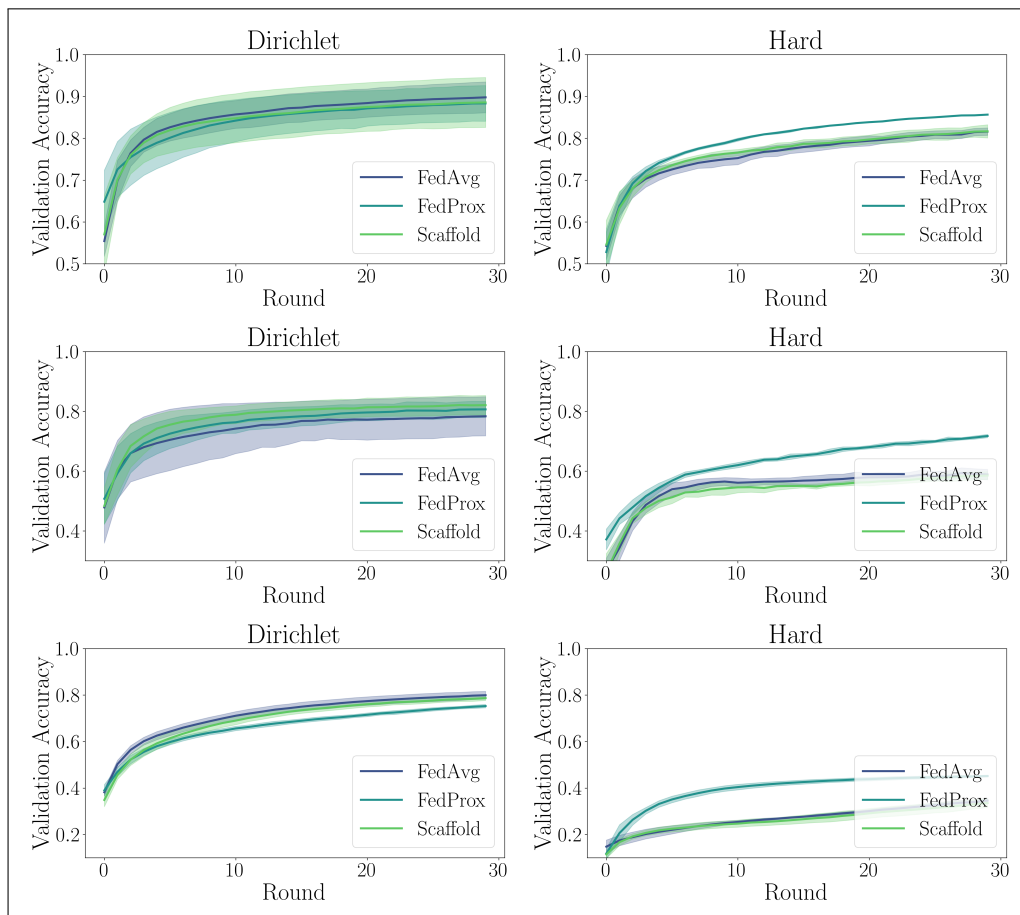 Dirichlet
Validation Accuracy
1.0
0.9
0.8
0.7
0.6
0.5
FedAvg
FedProx
Scaffold
0 10 20 30
Round
Hard
Validation Accuracy
1.0
0.9
0.8
0.7
0.6
0.5
FedAvg
FedProx
Scaffold
0 10 20 30
Round
Dirichlet
Validation Accuracy
1.0
0.8
0.6
0.4
FedAvg
FedProx
Scaffold
0 10 20 30
Round
Hard
Validation Accuracy
1.0
0.8
0.6
0.4
FedAvg
FedProx
Scaffold
0 10 20 30
Round
Dirichlet
Validation Accuracy
1.0
0.8
0.6
0.4
0.2
FedAvg
FedProx
Scaffold
0 10 20 30
Round
Hard
Validation Accuracy
1.0
0.8
0.6
0.4
0.2
FedAvg
FedProx
Scaffold
0 10 20 30
Round